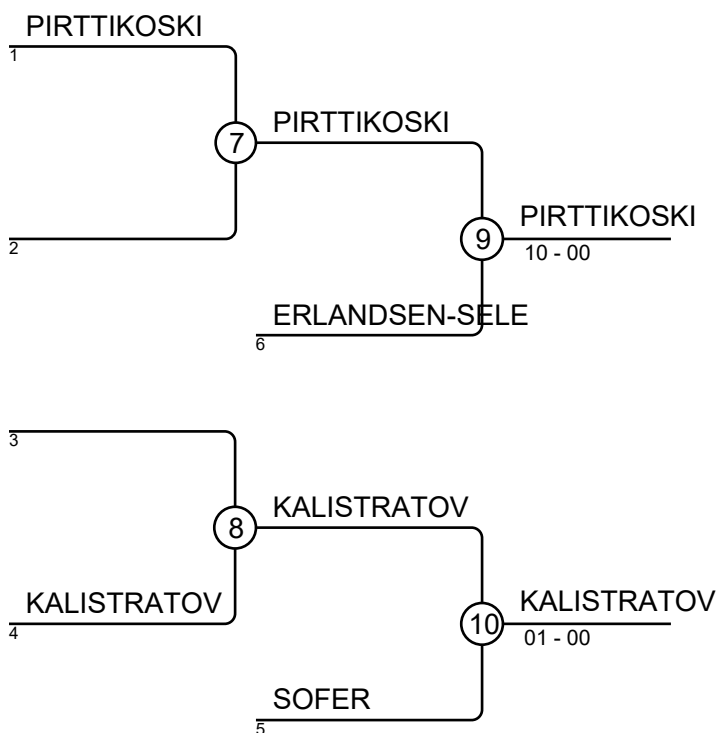 PIRTTIKOSKI
1
7
PIRTTIKOSKI
2
9
PIRTTIKOSKI
10 - 00
ERLANDSEN-SELE
6
3
8
KALISTRATOV
KALISTRATOV
4
10
KALISTRATOV
01 - 00
SOFER
5